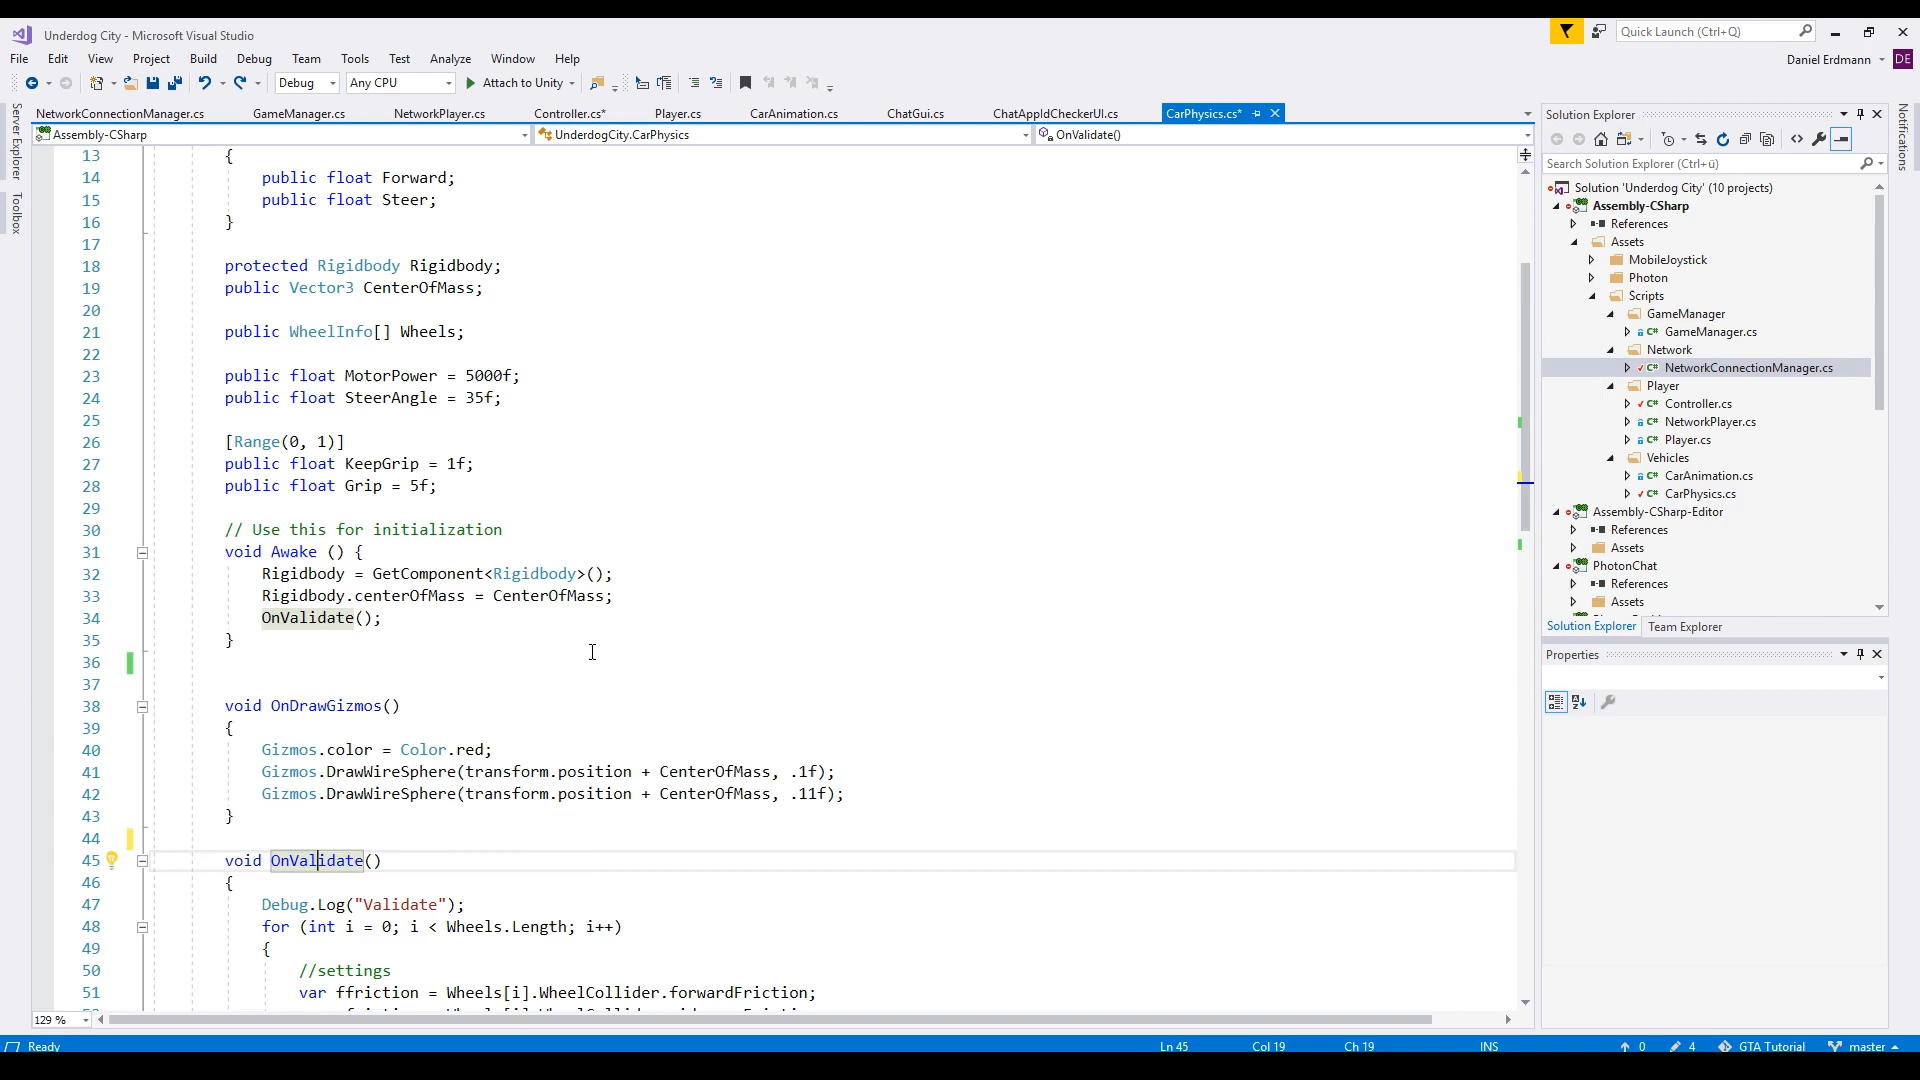 Underdog City - Microsoft Visual Studio
Quick Launch (Ctrl+Q)
File Edit View Project Build Debug Team Tools Test Analyze Window Help
Daniel Erdmann DE
Debug Any CPU Attach to Unity
NetworkConnectionManager.cs GameManager.cs NetworkPlayer.cs Controller.cs* Player.cs CarAnimation.cs ChatGui.cs ChatAppIdCheckerUI.cs CarPhysics.cs*
Assembly-CSharp UnderdogCity.CarPhysics OnValidate()
Server Explorer
Toolbox
13 {
14 public float Forward;
15 public float Steer;
16 }
17
18 protected Rigidbody Rigidbody;
19 public Vector3 CenterOfMass;
20
21 public WheelInfo[] Wheels;
22
23 public float MotorPower = 5000f;
24 public float SteerAngle = 35f;
25
26 [Range(0, 1)]
27 public float KeepGrip = 1f;
28 public float Grip = 5f;
29
30 // Use this for initialization
31 void Awake () {
32 Rigidbody = GetComponent<Rigidbody>();
33 Rigidbody.centerOfMass = CenterOfMass;
34 OnValidate();
35 }
36
37
38 void OnDrawGizmos()
39 {
40 Gizmos.color = Color.red;
41 Gizmos.DrawWireSphere(transform.position + CenterOfMass, .1f);
42 Gizmos.DrawWireSphere(transform.position + CenterOfMass, .11f);
43 }
44
45 void OnValidate()
46 {
47 Debug.Log("Validate");
48 for (int i = 0; i < Wheels.Length; i++)
49 {
50 //settings
51 var ffriction = Wheels[i].WheelCollider.forwardFriction;
129 %
Solution Explorer
Search Solution Explorer (Ctrl+ü)
Solution 'Underdog City' (10 projects)
Assembly-CSharp
References
Assets
MobileJoystick
Photon
Scripts
GameManager
GameManager.cs
Network
NetworkConnectionManager.cs
Player
Controller.cs
NetworkPlayer.cs
Player.cs
Vehicles
CarAnimation.cs
CarPhysics.cs
Assembly-CSharp-Editor
References
Assets
PhotonChat
References
Assets
Solution Explorer Team Explorer
Properties
Notifications
Ready Ln 45 Col 19 Ch 19 INS 0 4 GTA Tutorial master